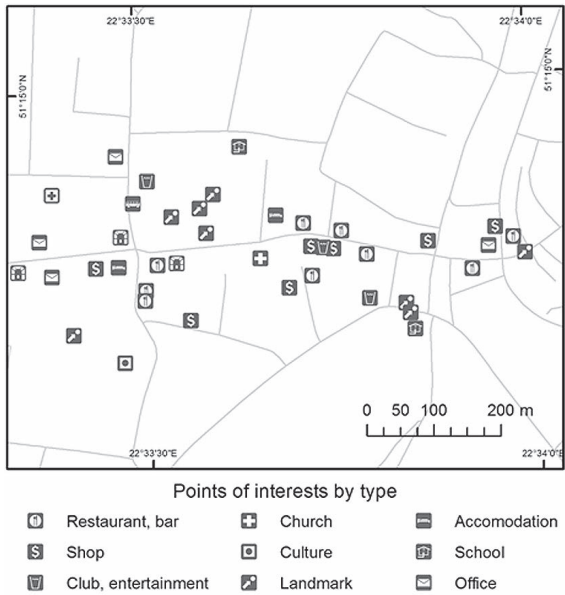 22°33'30"E
22°34'0"E
51°15'0"N
51°15'0"N
0 50 100 200 m
22°33'30"E
22°34'0"E
Points of interests by type
Restaurant, bar
Church
Accomodation
Shop
Culture
School
Club, entertainment
Landmark
Office